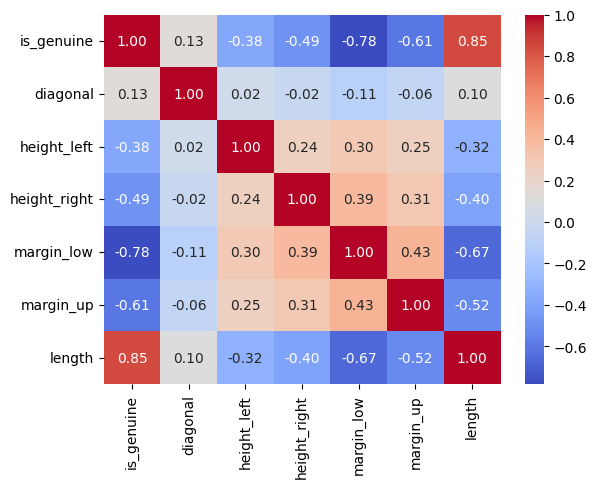 is_genuine 1.00 0.13 -0.38 -0.49 -0.78 -0.61 0.85
diagonal 0.13 1.00 0.02 -0.02 -0.11 -0.06 0.10
height_left -0.38 0.02 1.00 0.24 0.30 0.25 -0.32
height_right -0.49 -0.02 0.24 1.00 0.39 0.31 -0.40
margin_low -0.78 -0.11 0.30 0.39 1.00 0.43 -0.67
margin_up -0.61 -0.06 0.25 0.31 0.43 1.00 -0.52
length 0.85 0.10 -0.32 -0.40 -0.67 -0.52 1.00
is_genuine diagonal height_left height_right margin_low margin_up length
1.0
0.8
0.6
0.4
0.2
0.0
−0.2
−0.4
−0.6